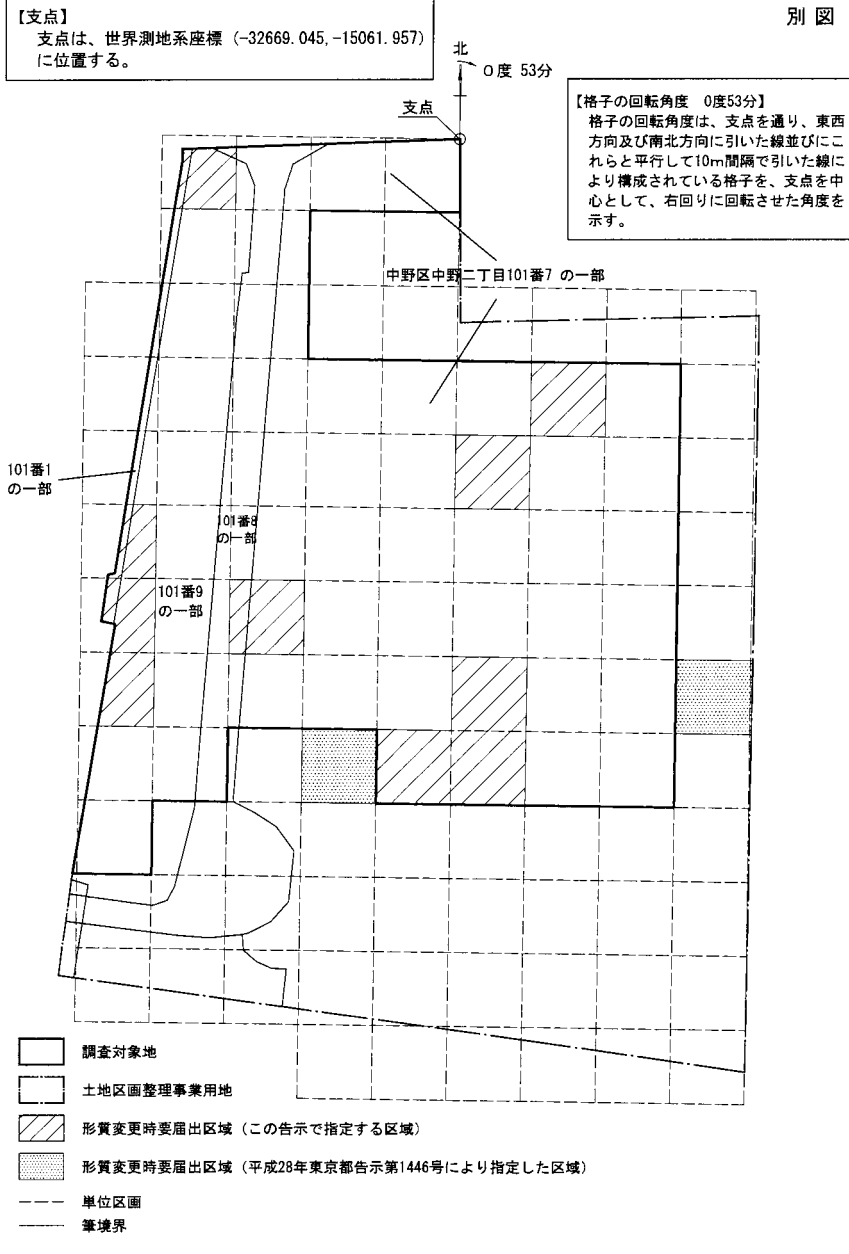 【支点】
支点は、世界測地系座標（-32669.045,-15061.957）
に位置する。
別図
北
0度 53分
支点
【格子の回転角度　0度53分】
格子の回転角度は、支点を通り、東西
方向及び南北方向に引いた線並びにこ
れらと平行して10m間隔で引いた線に
より構成されている格子を、支点を中
心として、右回りに回転させた角度を
示す。
中野区中野二丁目101番7 の一部
101番1
の一部
101番8
の一部
101番9
の一部
調査対象地
土地区画整理事業用地
形質変更時要届出区域（この告示で指定する区域）
形質変更時要届出区域（平成28年東京都告示第1446号により指定した区域）
単位区画
筆境界